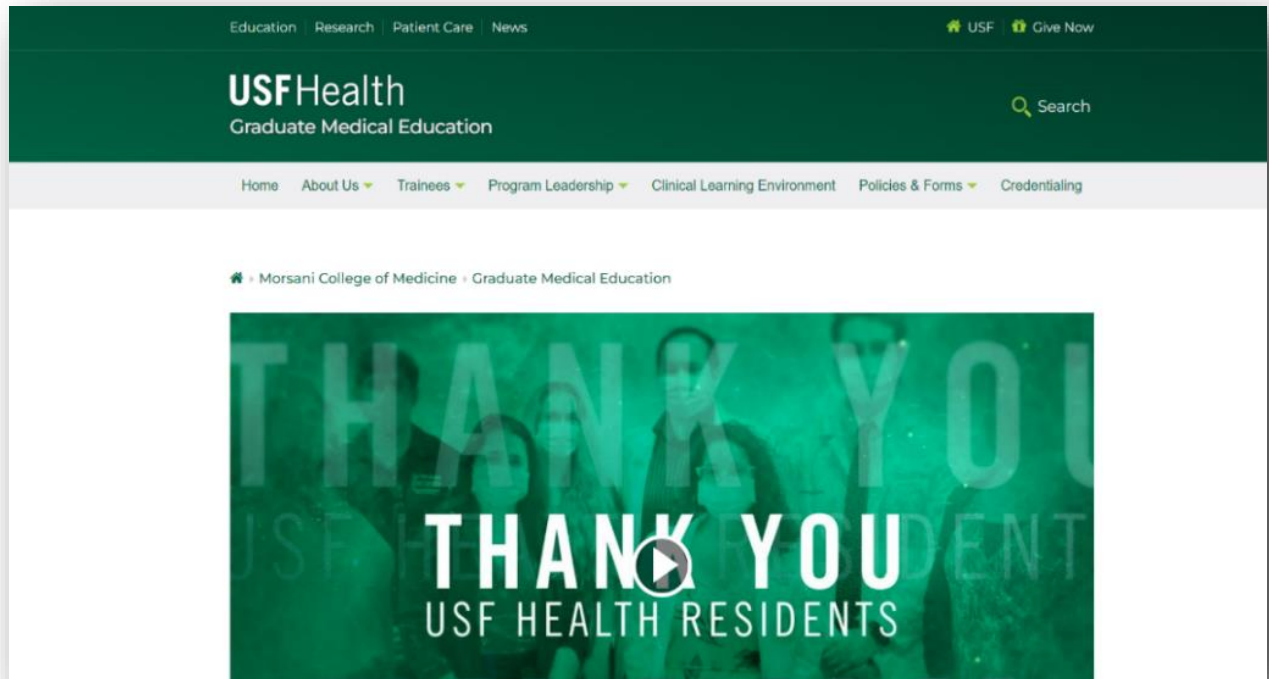 Education Research Patient Care News USF Give Now
USFHealth
Graduate Medical Education
Search
Home About Us Trainees Program Leadership Clinical Learning Environment Policies & Forms Credentialing
Morsani College of Medicine Graduate Medical Education
THANK YOU
USF HEALTH RESIDENT
THANK YOU
USF HEALTH RESIDENTS